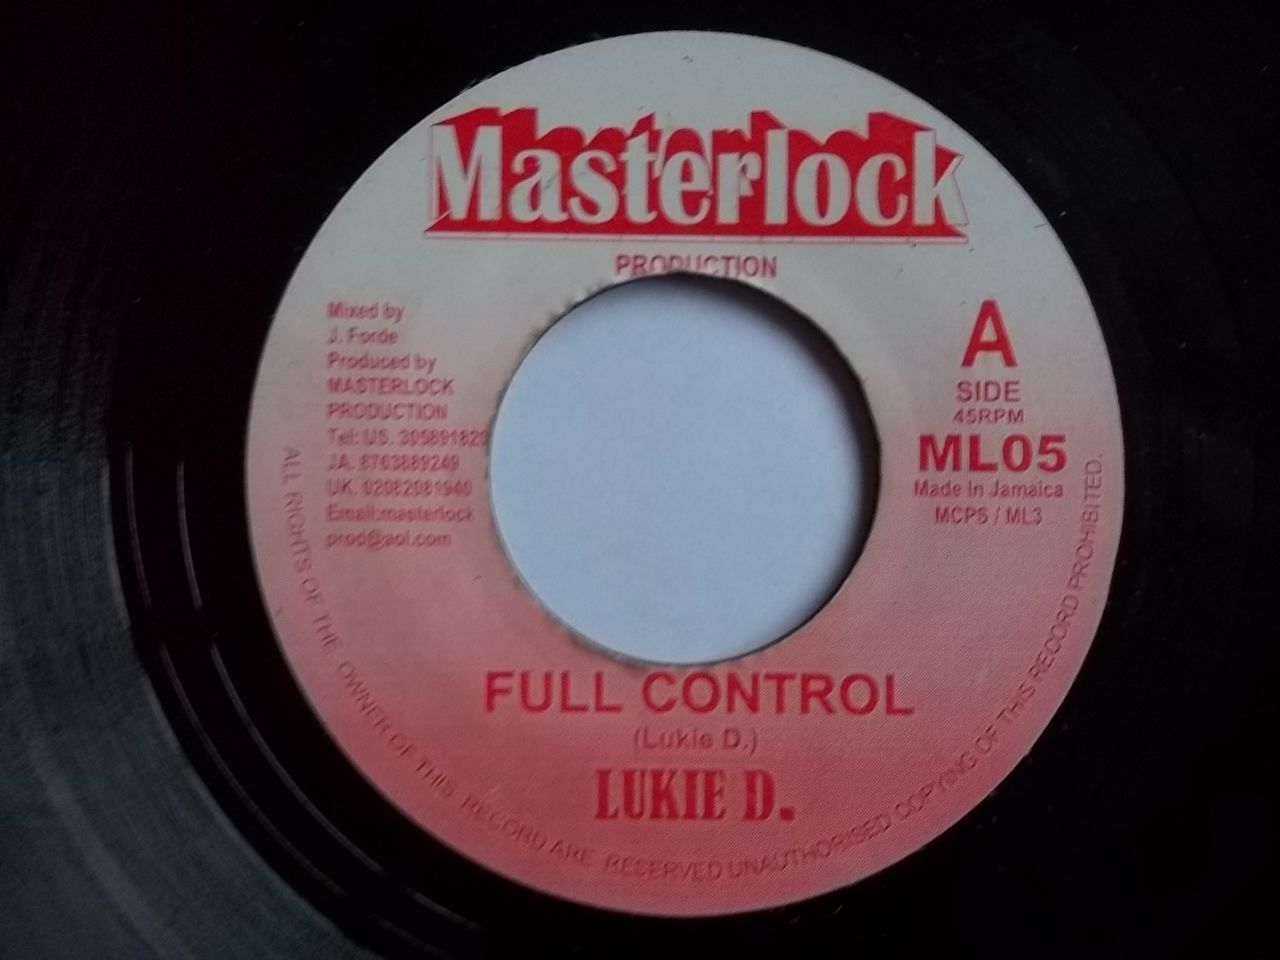 Masterlock
PRODUCTION
Mixed by
J. Forde
Produced by
MASTERLOCK
PRODUCTION
Tel: US. 305891829
JA. 8763889249
UK. 02082081940
Email:masterlock
prod@aol.com
A
SIDE
45RPM
ML05
Made In Jamaica
MCPS / ML3
FULL CONTROL
(Lukie D.)
LUKIE D.
ALL RIGHTS OF THE OWNER OF THIS RECORD ARE RESERVED UNAUTHORISED COPYING OF THIS RECORD PROHIBITED.